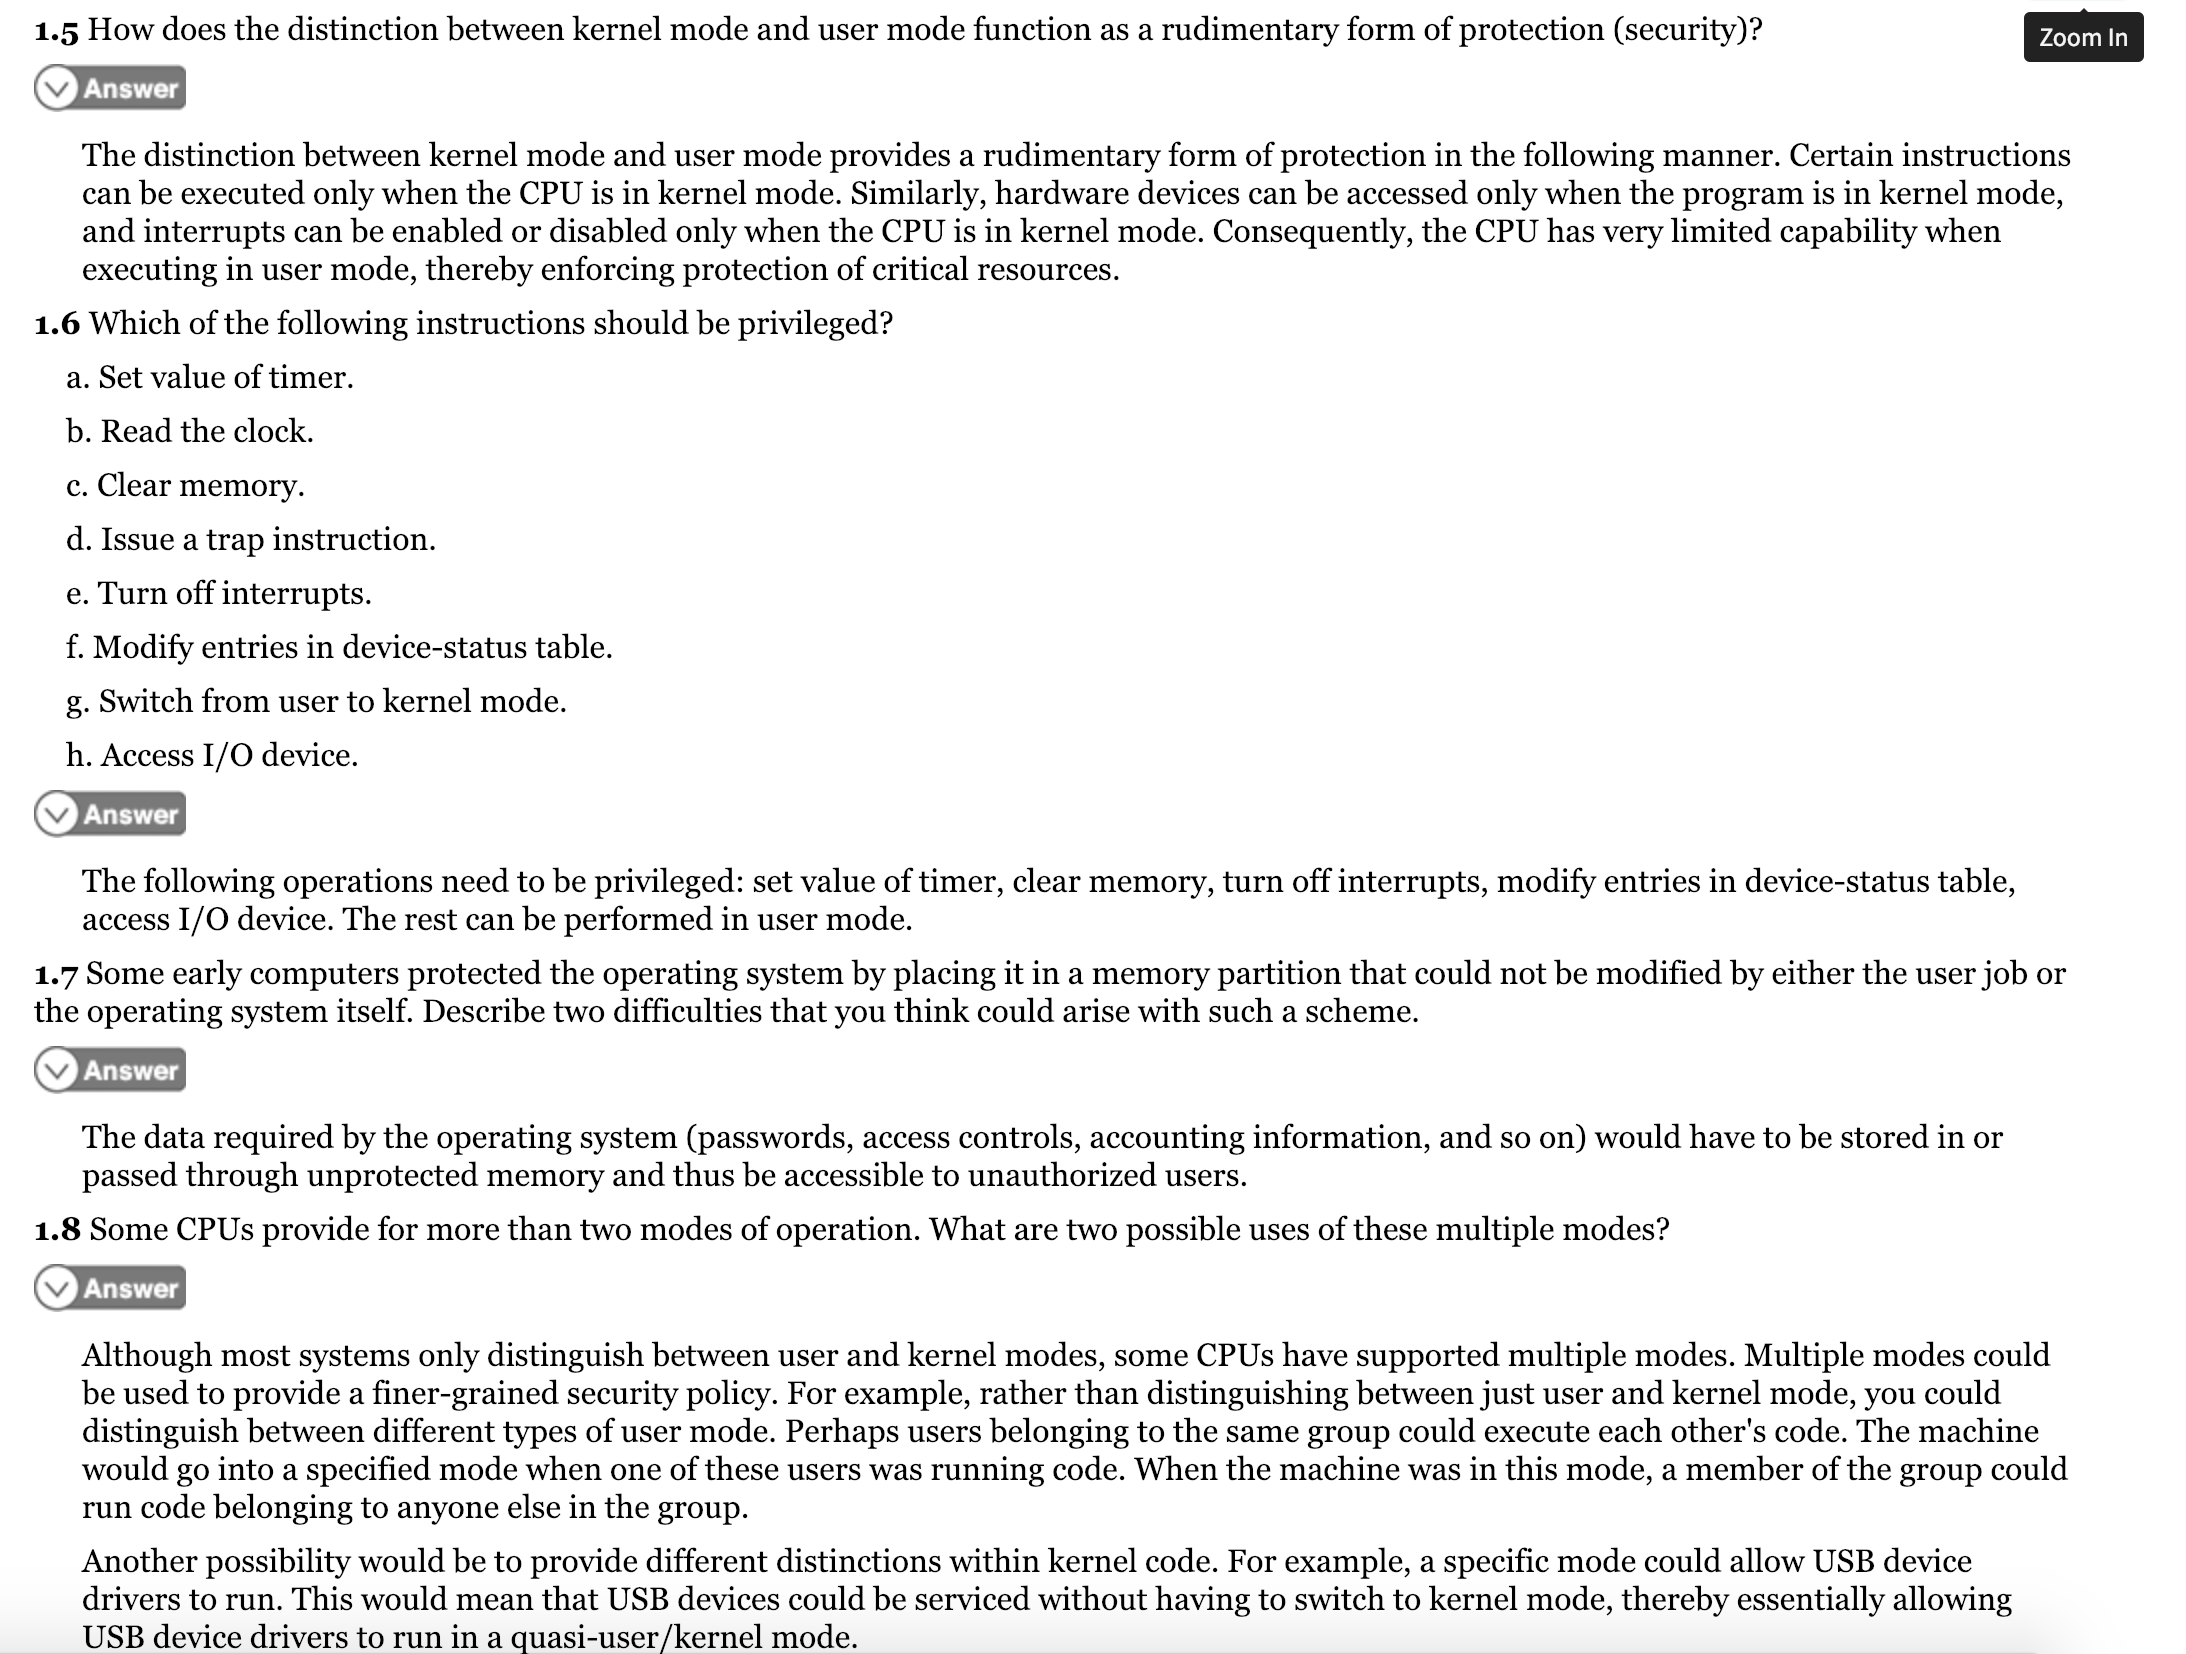 1.5 How does the distinction between kernel mode and user mode function as a rudimentary form of protection (security)?
Zoom In
Answer
The distinction between kernel mode and user mode provides a rudimentary form of protection in the following manner. Certain instructions
can be executed only when the CPU is in kernel mode. Similarly, hardware devices can be accessed only when the program is in kernel mode,
and interrupts can be enabled or disabled only when the CPU is in kernel mode. Consequently, the CPU has very limited capability when
executing in user mode, thereby enforcing protection of critical resources.
1.6 Which of the following instructions should be privileged?
a. Set value of timer.
b. Read the clock.
c. Clear memory.
d. Issue a trap instruction.
e. Turn off interrupts.
f. Modify entries in device-status table.
g. Switch from user to kernel mode.
h. Access I/O device.
Answer
The following operations need to be privileged: set value of timer, clear memory, turn off interrupts, modify entries in device-status table,
access I/O device. The rest can be performed in user mode.
1.7 Some early computers protected the operating system by placing it in a memory partition that could not be modified by either the user job or
the operating system itself. Describe two difficulties that you think could arise with such a scheme.
Answer
The data required by the operating system (passwords, access controls, accounting information, and so on) would have to be stored in or
passed through unprotected memory and thus be accessible to unauthorized users.
1.8 Some CPUs provide for more than two modes of operation. What are two possible uses of these multiple modes?
Answer
Although most systems only distinguish between user and kernel modes, some CPUs have supported multiple modes. Multiple modes could
be used to provide a finer-grained security policy. For example, rather than distinguishing between just user and kernel mode, you could
distinguish between different types of user mode. Perhaps users belonging to the same group could execute each other's code. The machine
would go into a specified mode when one of these users was running code. When the machine was in this mode, a member of the group could
run code belonging to anyone else in the group.
Another possibility would be to provide different distinctions within kernel code. For example, a specific mode could allow USB device
drivers to run. This would mean that USB devices could be serviced without having to switch to kernel mode, thereby essentially allowing
USB device drivers to run in a quasi-user/kernel mode.